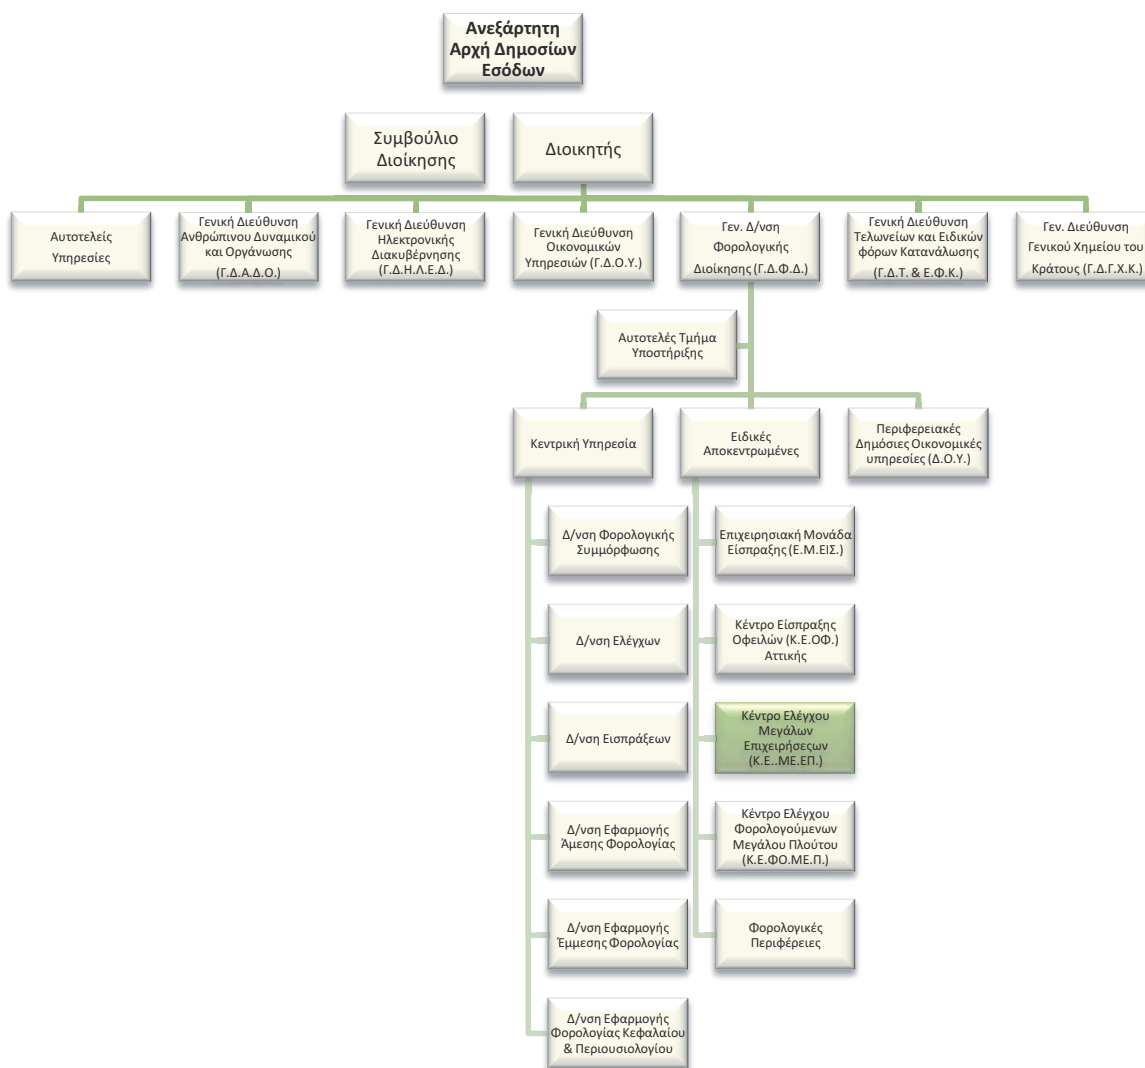 Ανεξάρτητη
Αρχή Δημοσίων
Εσόδων
Συμβούλιο
Διοίκησης
Διοικητής
Αυτοτελείς
Υπηρεσίες
Γενική Διεύθυνση
Ανθρώπινου Δυναμικού
και Οργάνωσης
(Γ.Δ.Α.Δ.Ο.)
Γενική Διεύθυνση
Ηλεκτρονικής
Διακυβέρνησης
(Γ.Δ.Η.Λ.Ε.Δ.)
Γενική Διεύθυνση
Οικονομικών
Υπηρεσιών (Γ.Δ.Ο.Υ.)
Γεν. Δ/νση
Φορολογικής
Διοίκησης (Γ.Δ.Φ.Δ.)
Γενική Διεύθυνση
Τελωνείων και Ειδικών
φόρων Κατανάλωσης
(Γ.Δ.Τ. & Ε.Φ.Κ.)
Γεν. Διεύθυνση
Γενικού Χημείου του
Κράτους (Γ.Δ.Γ.Χ.Κ.)
Αυτοτελές Τμήμα
Υποστήριξης
Κεντρική Υπηρεσία
Ειδικές
Αποκεντρωμένες
Περιφερειακές
Δημόσιες Οικονομικές
υπηρεσίες (Δ.Ο.Υ.)
Δ/νση Φορολογικής
Συμμόρφωσης
Δ/νση Ελέγχων
Δ/νση Εισπράξεων
Δ/νση Εφαρμογής
Άμεσης Φορολογίας
Δ/νση Εφαρμογής
Έμμεσης Φορολογίας
Δ/νση Εφαρμογής
Φορολογίας Κεφαλαίου
& Περιουσιολογίου
Επιχειρησιακή Μονάδα
Είσπραξης (Ε.Μ.ΕΙΣ.)
Κέντρο Είσπραξης
Οφειλών (Κ.Ε.ΟΦ.)
Αττικής
Κέντρο Ελέγχου
Μεγάλων
Επιχειρήσεςων
(Κ.Ε..ΜΕ.ΕΠ.)
Κέντρο Ελέγχου
Φορολογούμενων
Μεγάλου Πλούτου
(Κ.Ε.ΦΟ.ΜΕ.Π.)
Φορολογικές
Περιφέρειες